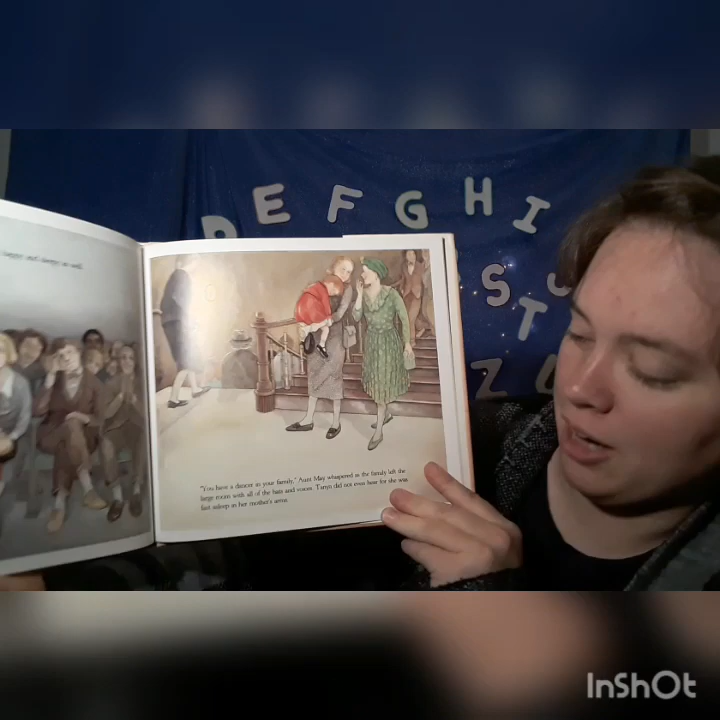 D E F G H I
S T U
Z
happy and sleepy as well.
"You have a dancer in your family," Aunt May whispered as the family left the
large room with all of the hats and voices. Taryn did not even hear for she was
fast asleep in her mother's arms.
InShOt